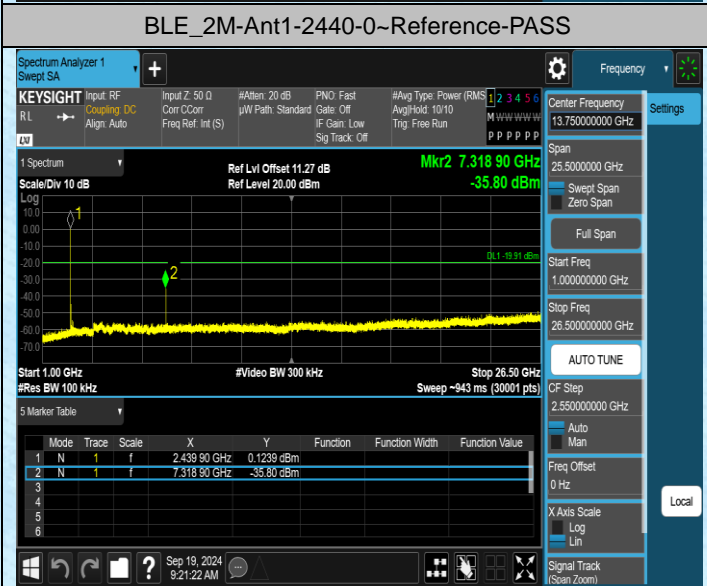 BLE_2M-Ant1-2440-0~Reference-PASS
Spectrum Analyzer 1
Swept SA
Frequency
KEYSIGHT
RL
LXI
Input: RF
Coupling: DC
Align: Auto
Input Z: 50 Ω
Corr CCorr
Freq Ref: Int (S)
#Atten: 20 dB
µW Path: Standard
PNO: Fast
Gate: Off
IF Gain: Low
Sig Track: Off
#Avg Type: Power (RMS
Avg|Hold: 10/10
Trig: Free Run
1 2 3 4 5 6
M W W W W W
P P P P P P
1 Spectrum
Scale/Div 10 dB
Ref Lvl Offset 11.27 dB
Ref Level 20.00 dBm
Mkr2 7.318 90 GHz
-35.80 dBm
Log
10.0
0.00
-10.0
-20.0
-30.0
-40.0
-50.0
-60.0
-70.0
1
2
DL1 -19.91 dBm
Start 1.00 GHz
#Res BW 100 kHz
#Video BW 300 kHz
Stop 26.50 GHz
Sweep ~943 ms (30001 pts)
5 Marker Table
Mode Trace Scale X Y Function Function Width Function Value
1 N 1 f 2.439 90 GHz 0.1239 dBm
2 N 1 f 7.318 90 GHz -35.80 dBm
3
4
5
6
Sep 19, 2024
9:21:22 AM
Center Frequency
13.750000000 GHz
Settings
Span
25.5000000 GHz
Swept Span
Zero Span
Full Span
Start Freq
1.000000000 GHz
Stop Freq
26.500000000 GHz
AUTO TUNE
CF Step
2.550000000 GHz
Auto
Man
Freq Offset
0 Hz
X Axis Scale
Log
Lin
Local
Signal Track
(Span Zoom)